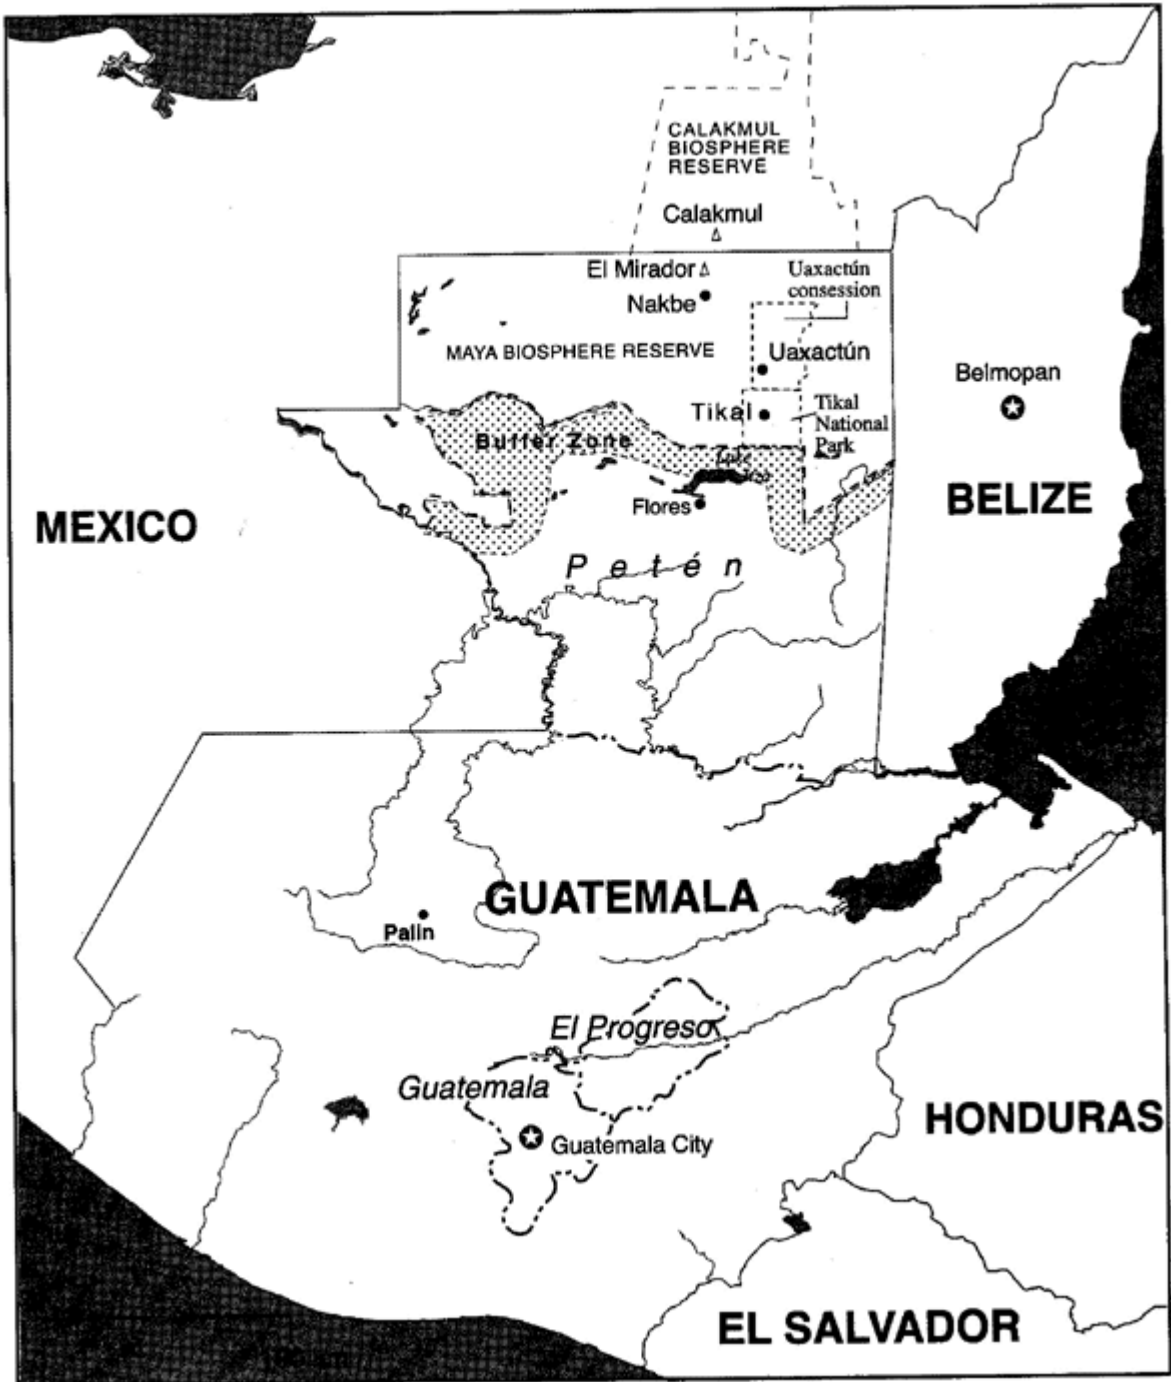 CALAKMUL
BIOSPHERE
RESERVE
Calakmul
El Mirador
Uaxactún
consession
Nakbe
MAYA BIOSPHERE RESERVE
Uaxactún
Belmopan
Tikal
Tikal
National
Park
Buffer Zone
Lake
Flores
MEXICO
BELIZE
Petén
GUATEMALA
Palin
El Progreso
Guatemala
Guatemala City
HONDURAS
EL SALVADOR